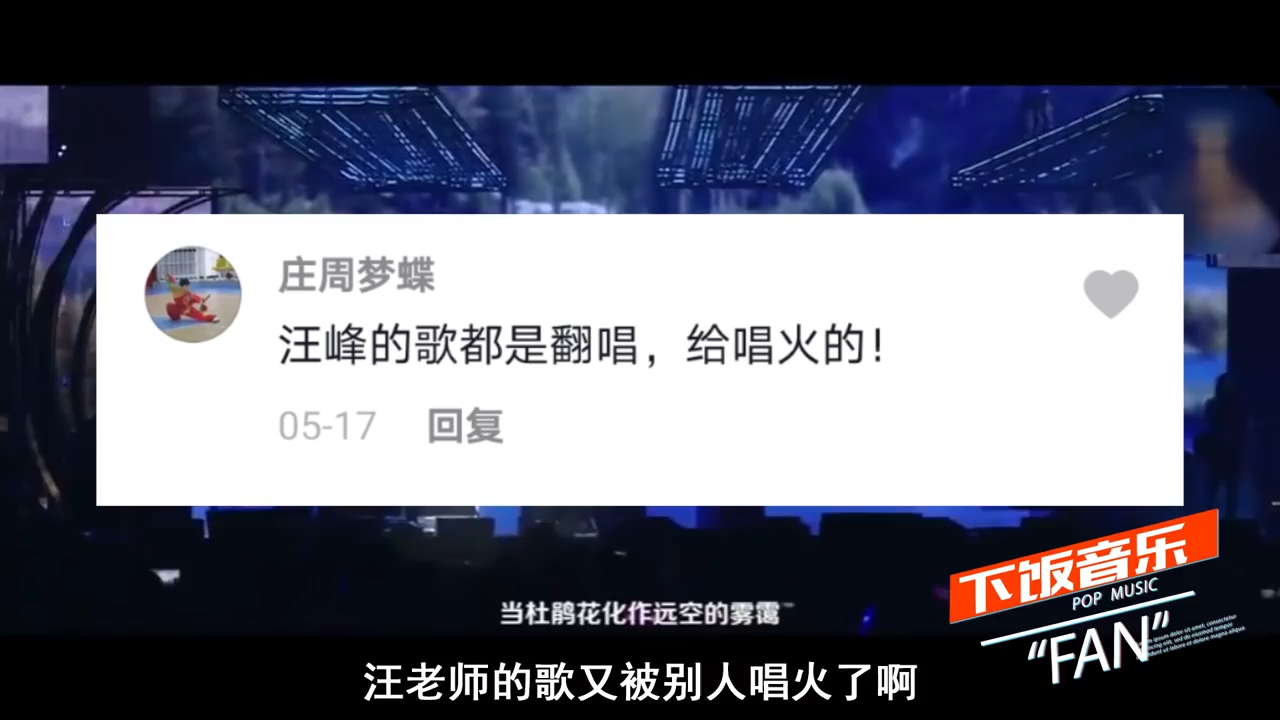 庄周梦蝶
汪峰的歌都是翻唱，给唱火的！
05-17 回复
当杜鹃花化作远空的雾霭
下饭音乐
POP MUSIC
“FAN”
汪老师的歌又被别人唱火了啊